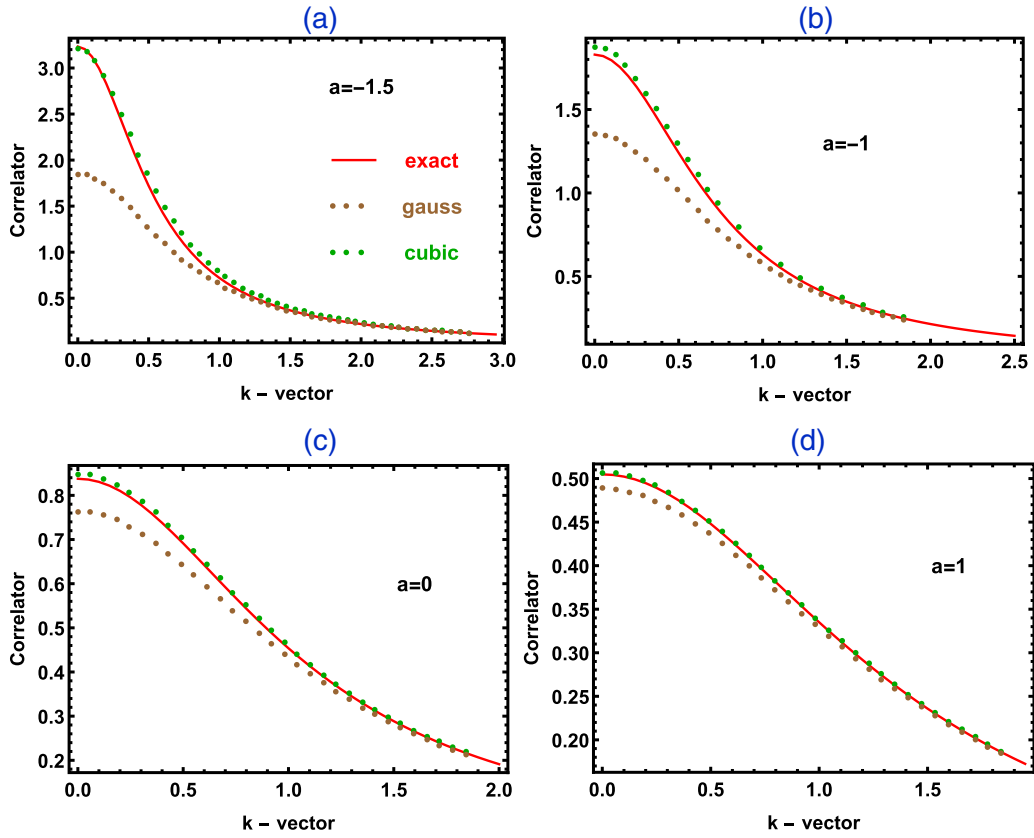 (a)
Correlator
3.0
2.5
2.0
1.5
1.0
0.5
a=−1.5
exact
gauss
cubic
0.0 0.5 1.0 1.5 2.0 2.5 3.0
k − vector
(b)
Correlator
1.5
1.0
0.5
a=−1
0.0 0.5 1.0 1.5 2.0 2.5
k − vector
(c)
Correlator
0.8
0.7
0.6
0.5
0.4
0.3
0.2
a=0
0.0 0.5 1.0 1.5 2.0
k − vector
(d)
Correlator
0.50
0.45
0.40
0.35
0.30
0.25
0.20
a=1
0.0 0.5 1.0 1.5
k − vector